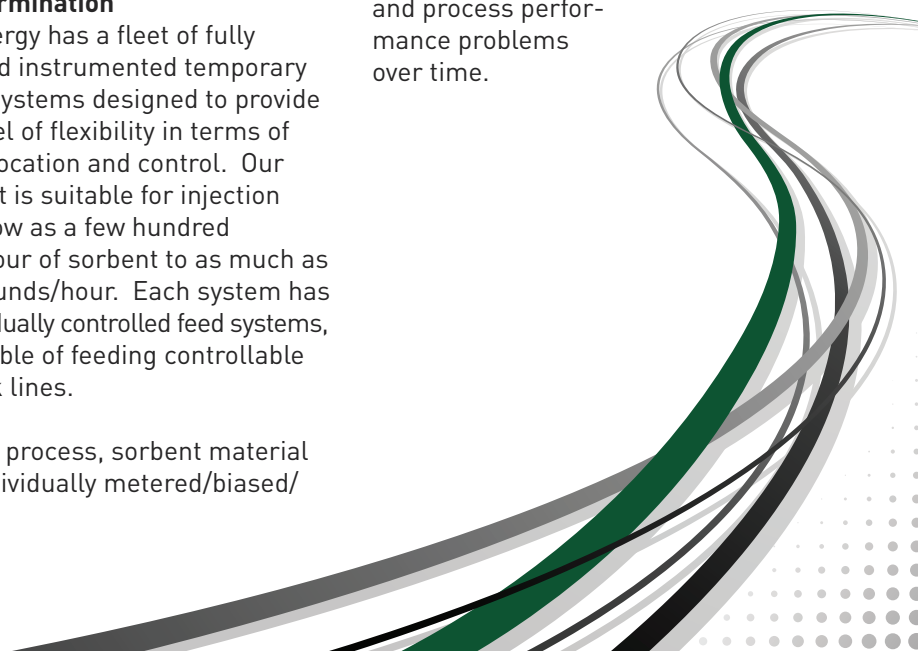 rmination
ergy has a fleet of fully
d instrumented temporary
ystems designed to provide
el of flexibility in terms of
ocation and control.  Our
t is suitable for injection
ow as a few hundred
our of sorbent to as much as
unds/hour.  Each system has
dually controlled feed systems,
ble of feeding controllable
k lines.
process, sorbent material
ividually metered/biased/
and process perfor-
mance problems
over time.